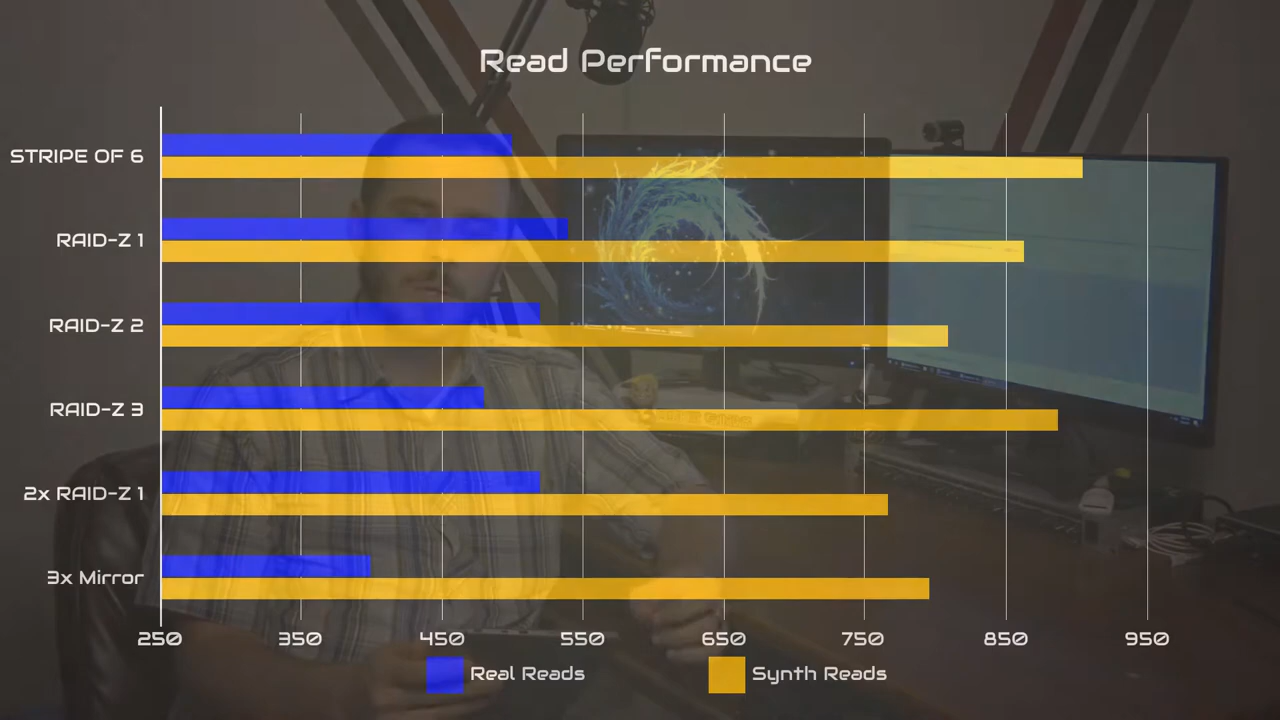 Read Performance
STRIPE OF 6
RAID-Z 1
RAID-Z 2
RAID-Z 3
2x RAID-Z 1
3x Mirror
250 350 450 550 650 750 850 950
Real Reads Synth Reads